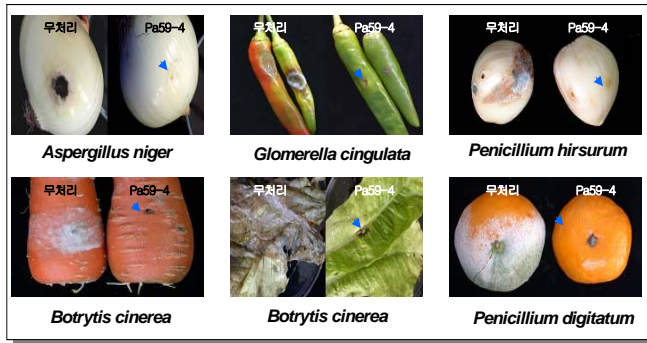 무처리 Pa59-4
무처리 Pa59-4
무처리 Pa59-4
Aspergillus niger
Glomerella cingulata
Penicillium hirsurum
무처리 Pa59-4
무처리 Pa59-4
무처리 Pa59-4
Botrytis cinerea
Botrytis cinerea
Penicillium digitatum